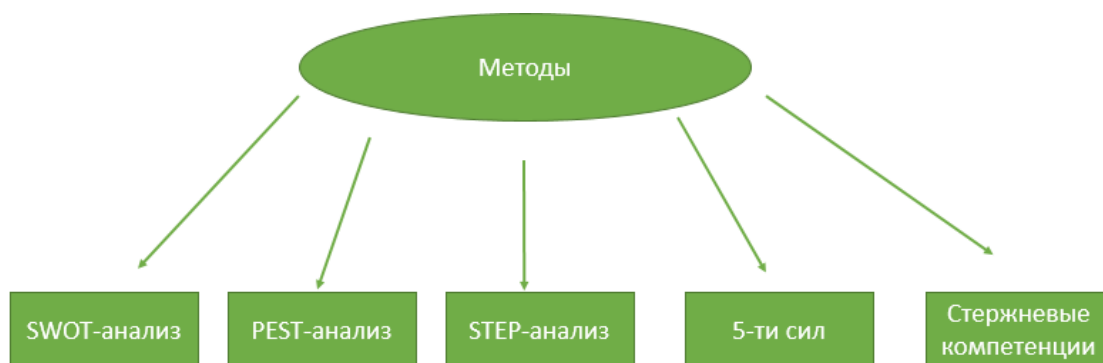 Методы
SWOT-анализ
PEST-анализ
STEP-анализ
5-ти сил
Стержневые
компетенции